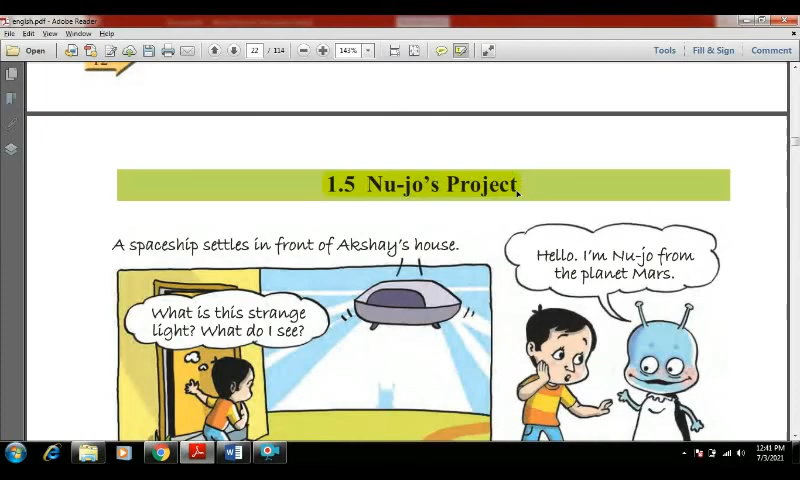 english.pdf - Adobe Reader
File Edit View Window Help
Open 22 / 114 143% Tools Fill & Sign Comment
1.5 Nu-jo's Project
A spaceship settles in front of Akshay's house.
Hello. I'm Nu-jo from
the planet Mars.
What is this strange
light? What do I see?
12:41 PM
7/3/2021